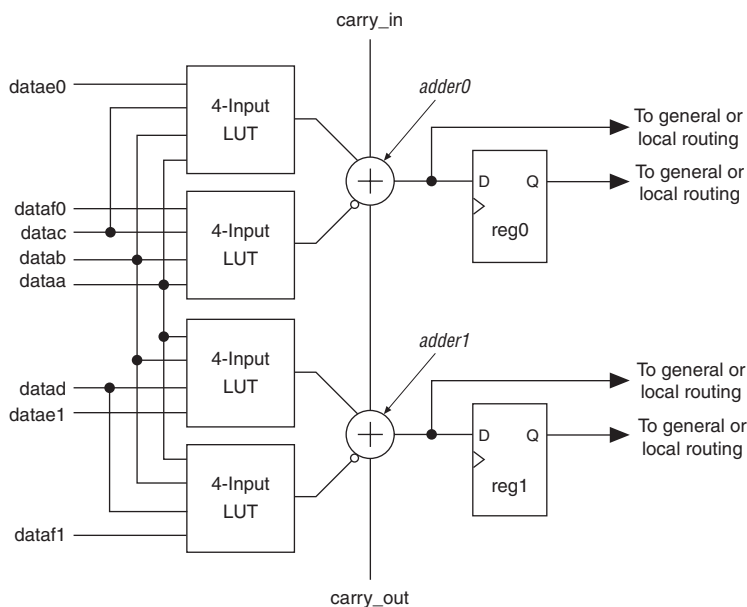 carry_in
adder0
datae0
4-Input
LUT
To general or
local routing
To general or
local routing
D Q
reg0
dataf0
datac
datab
dataa
4-Input
LUT
adder1
4-Input
LUT
datad
datae1
To general or
local routing
To general or
local routing
D Q
reg1
4-Input
LUT
dataf1
carry_out